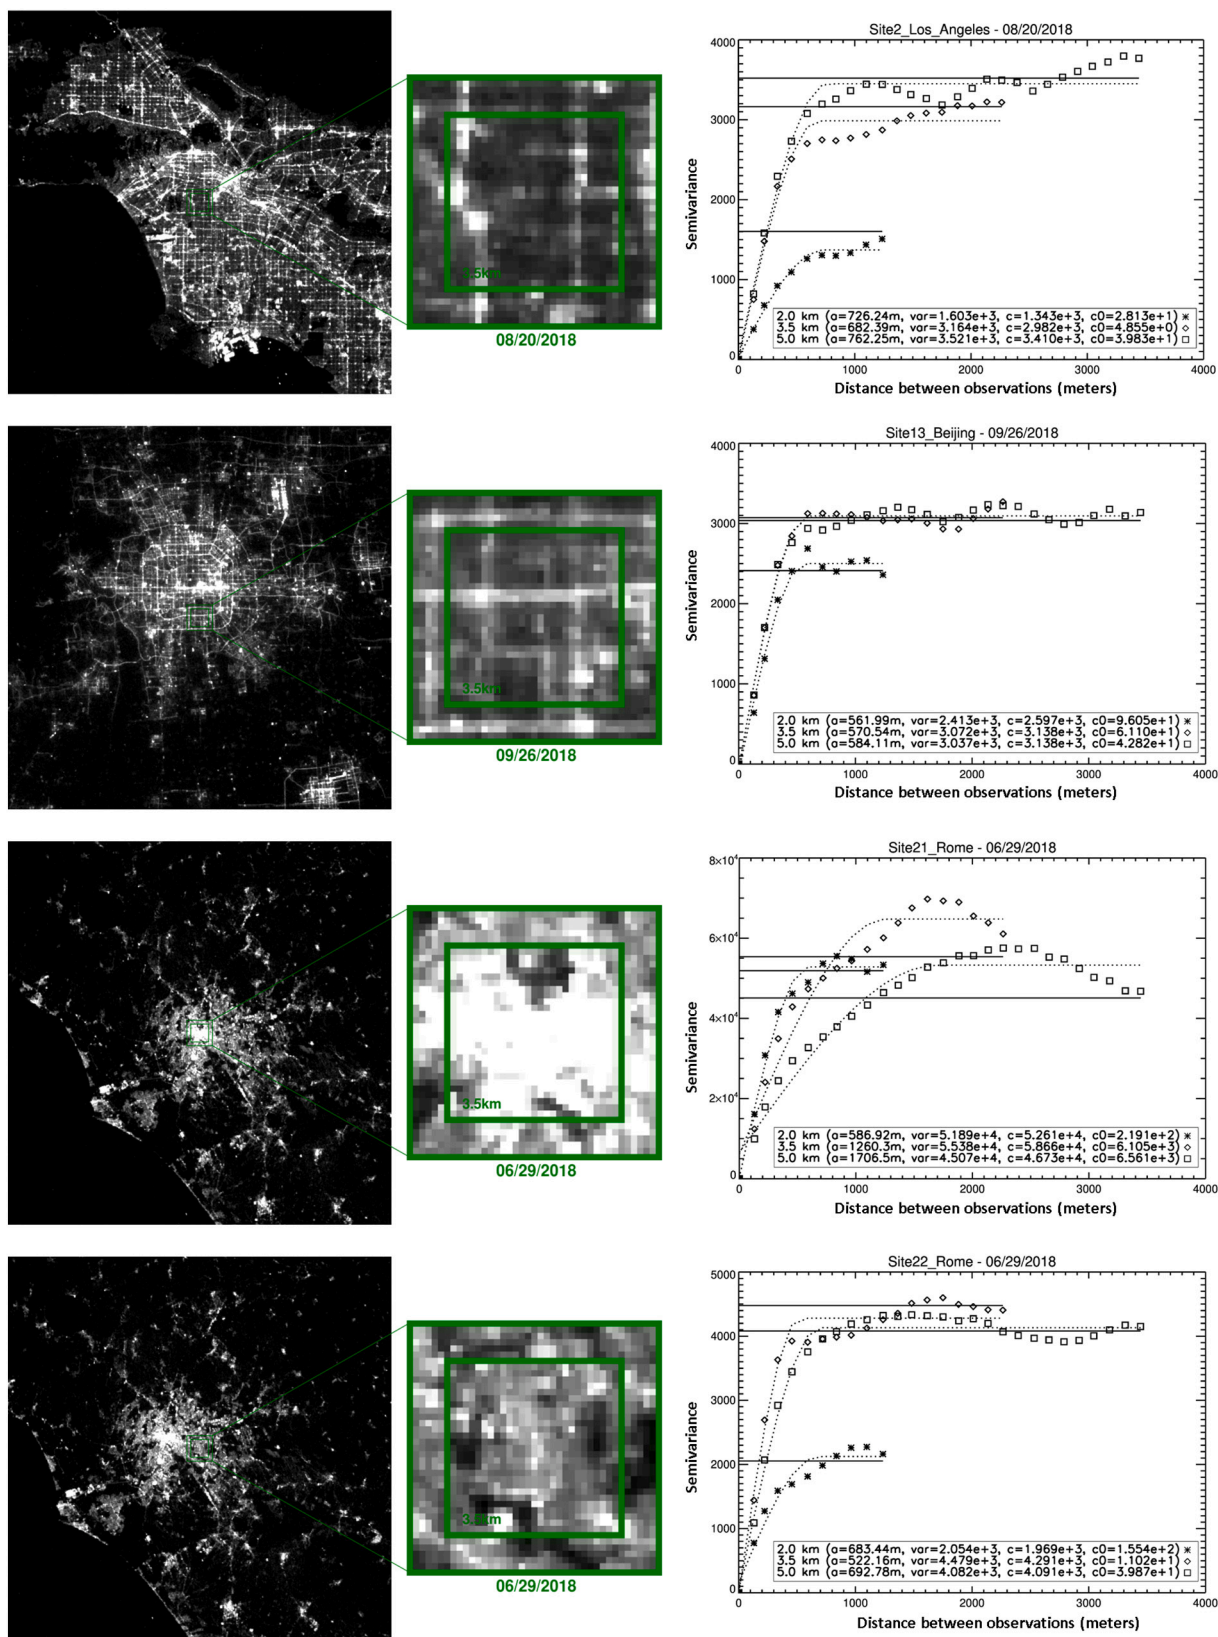 Site2_Los_Angeles - 08/20/2018
4000
3000
2000
1000
0
Semivariance
3.5km
08/20/2018
2.0 km (a=726.24m, var=1.603e+3, c=1.343e+3, c0=2.813e+1)
3.5 km (a=682.39m, var=3.164e+3, c=2.982e+3, c0=4.855e+0)
5.0 km (a=762.25m, var=3.521e+3, c=3.410e+3, c0=3.983e+1)
0 1000 2000 3000 4000
Distance between observations (meters)
Site13_Beijing - 09/26/2018
4000
3000
2000
1000
0
Semivariance
3.5km
09/26/2018
2.0 km (a=561.99m, var=2.413e+3, c=2.597e+3, c0=9.605e+1)
3.5 km (a=570.54m, var=3.072e+3, c=3.138e+3, c0=6.110e+1)
5.0 km (a=584.11m, var=3.037e+3, c=3.138e+3, c0=4.282e+1)
0 1000 2000 3000 4000
Distance between observations (meters)
Site21_Rome - 06/29/2018
8×10⁴
6×10⁴
4×10⁴
2×10⁴
0
Semivariance
3.5km
06/29/2018
2.0 km (a=586.92m, var=5.189e+4, c=5.261e+4, c0=2.191e+2)
3.5 km (a=1260.3m, var=5.538e+4, c=5.866e+4, c0=6.105e+3)
5.0 km (a=1706.5m, var=4.507e+4, c=4.673e+4, c0=6.561e+3)
0 1000 2000 3000 4000
Distance between observations (meters)
Site22_Rome - 06/29/2018
5000
4000
3000
2000
1000
0
Semivariance
3.5km
06/29/2018
2.0 km (a=683.44m, var=2.054e+3, c=1.969e+3, c0=1.554e+2)
3.5 km (a=522.16m, var=4.479e+3, c=4.291e+3, c0=1.102e+1)
5.0 km (a=692.78m, var=4.082e+3, c=4.091e+3, c0=3.987e+1)
0 1000 2000 3000 4000
Distance between observations (meters)